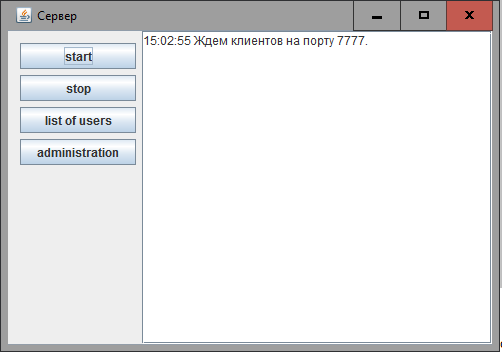 Сервер
start
stop
list of users
administration
15:02:55 Ждем клиентов на порту 7777.